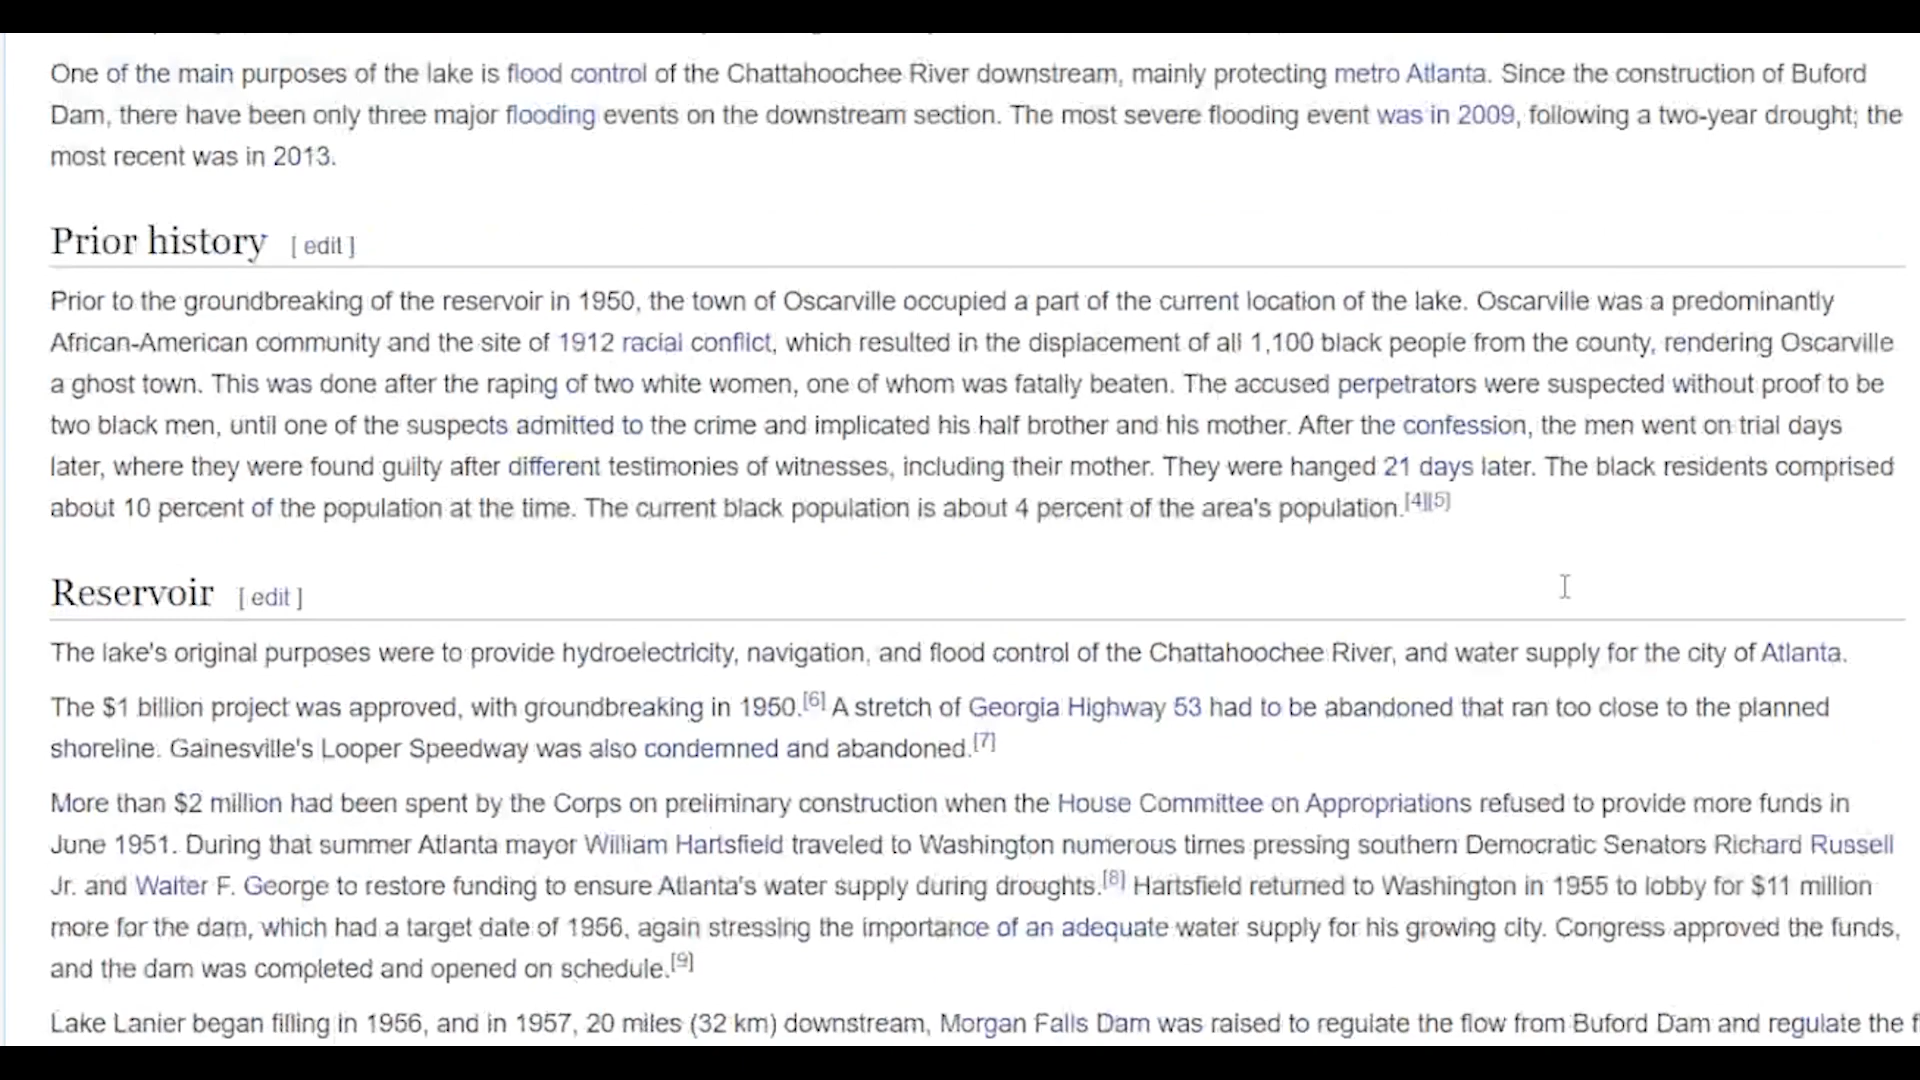 One of the main purposes of the lake is flood control of the Chattahoochee River downstream, mainly protecting metro Atlanta. Since the construction of Buford
Dam, there have been only three major flooding events on the downstream section. The most severe flooding event was in 2009, following a two-year drought; the
most recent was in 2013.
Prior history [ edit ]
Prior to the groundbreaking of the reservoir in 1950, the town of Oscarville occupied a part of the current location of the lake. Oscarville was a predominantly
African-American community and the site of 1912 racial conflict, which resulted in the displacement of all 1,100 black people from the county, rendering Oscarville
a ghost town. This was done after the raping of two white women, one of whom was fatally beaten. The accused perpetrators were suspected without proof to be
two black men, until one of the suspects admitted to the crime and implicated his half brother and his mother. After the confession, the men went on trial days
later, where they were found guilty after different testimonies of witnesses, including their mother. They were hanged 21 days later. The black residents comprised
about 10 percent of the population at the time. The current black population is about 4 percent of the area's population.[4][5]
Reservoir [ edit ]
The lake's original purposes were to provide hydroelectricity, navigation, and flood control of the Chattahoochee River, and water supply for the city of Atlanta.
The $1 billion project was approved, with groundbreaking in 1950.[6] A stretch of Georgia Highway 53 had to be abandoned that ran too close to the planned
shoreline. Gainesville's Looper Speedway was also condemned and abandoned.[7]
More than $2 million had been spent by the Corps on preliminary construction when the House Committee on Appropriations refused to provide more funds in
June 1951. During that summer Atlanta mayor William Hartsfield traveled to Washington numerous times pressing southern Democratic Senators Richard Russell
Jr. and Walter F. George to restore funding to ensure Atlanta's water supply during droughts.[8] Hartsfield returned to Washington in 1955 to lobby for $11 million
more for the dam, which had a target date of 1956, again stressing the importance of an adequate water supply for his growing city. Congress approved the funds,
and the dam was completed and opened on schedule.[9]
Lake Lanier began filling in 1956, and in 1957, 20 miles (32 km) downstream, Morgan Falls Dam was raised to regulate the flow from Buford Dam and regulate the